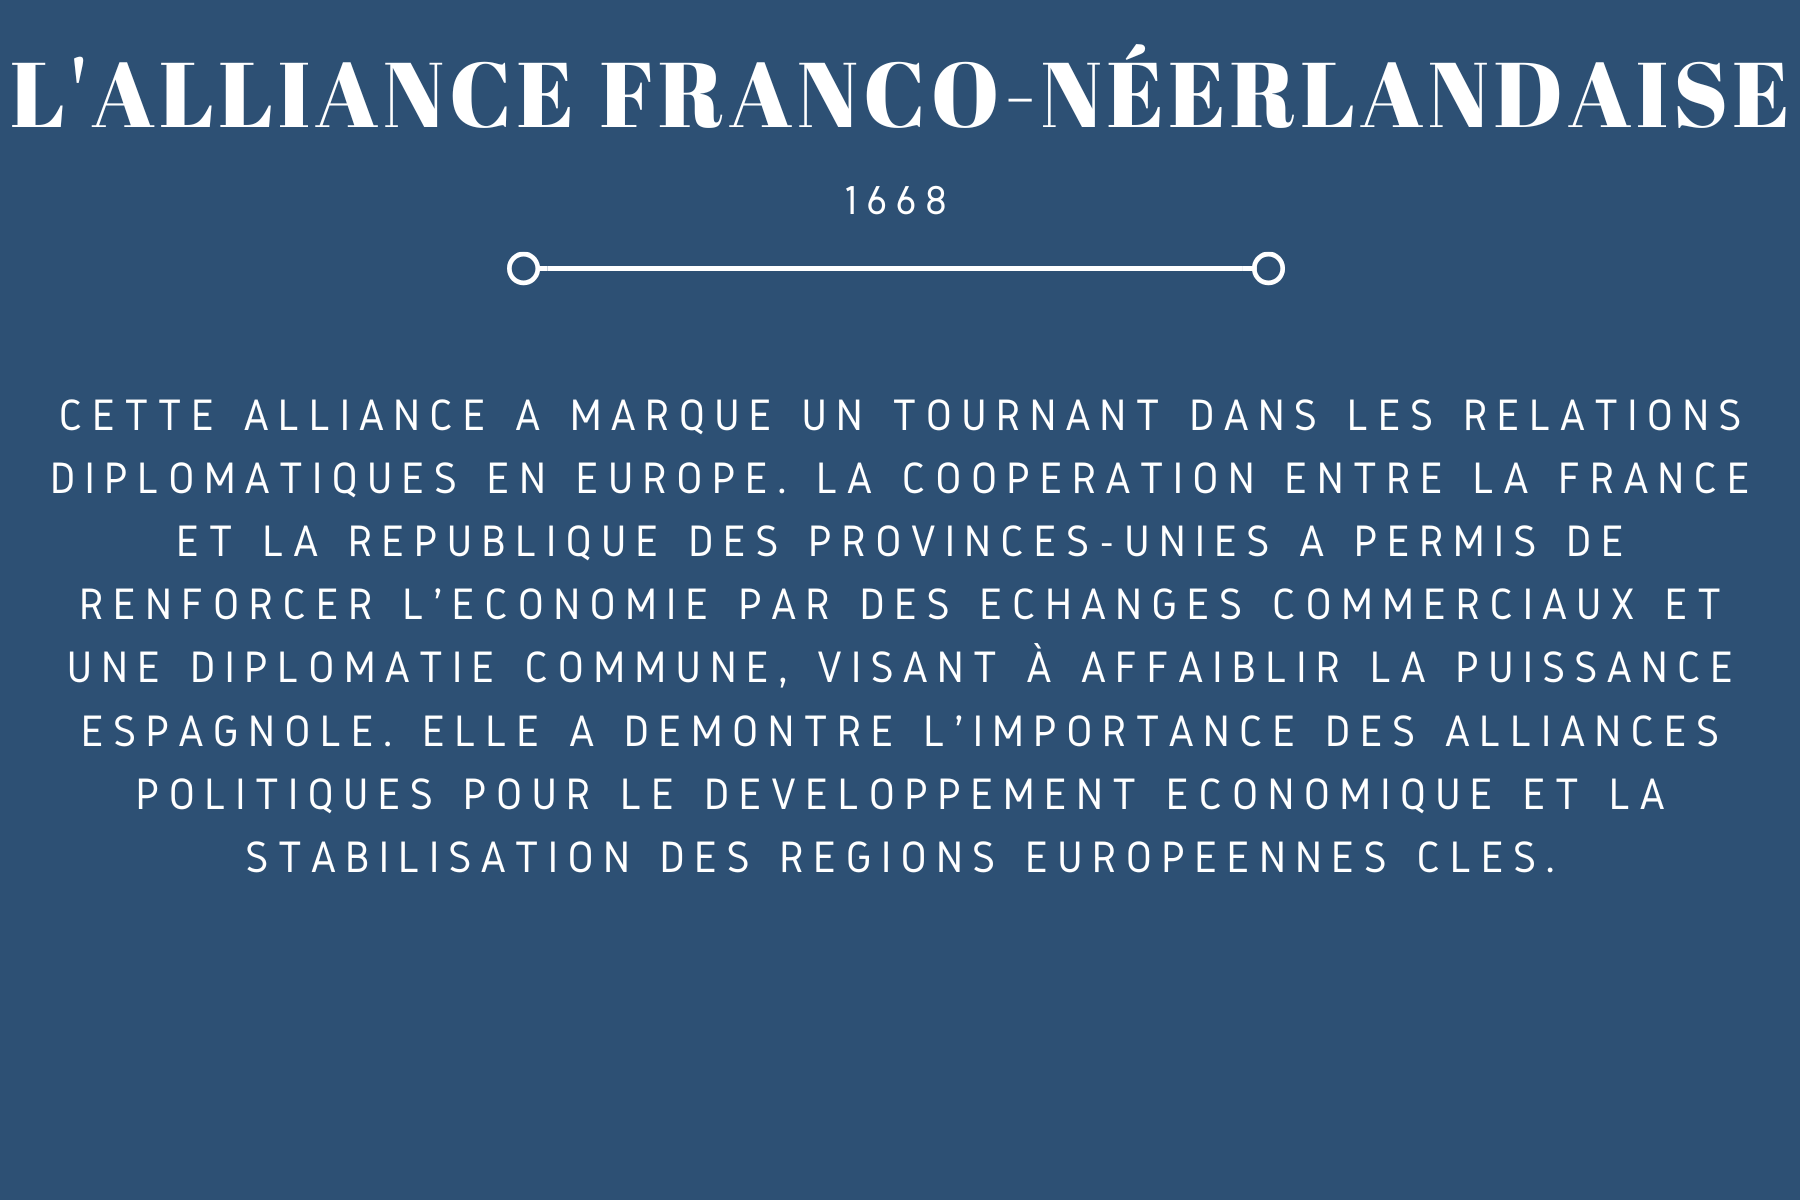 L'ALLIANCE FRANCO-NÉERLANDAISE
1668
CETTE ALLIANCE A MARQUE UN TOURNANT DANS LES RELATIONS
DIPLOMATIQUES EN EUROPE. LA COOPERATION ENTRE LA FRANCE
ET LA REPUBLIQUE DES PROVINCES-UNIES A PERMIS DE
RENFORCER L’ECONOMIE PAR DES ECHANGES COMMERCIAUX ET
UNE DIPLOMATIE COMMUNE, VISANT À AFFAIBLIR LA PUISSANCE
ESPAGNOLE. ELLE A DEMONTRE L’IMPORTANCE DES ALLIANCES
POLITIQUES POUR LE DEVELOPPEMENT ECONOMIQUE ET LA
STABILISATION DES REGIONS EUROPEENNES CLES.